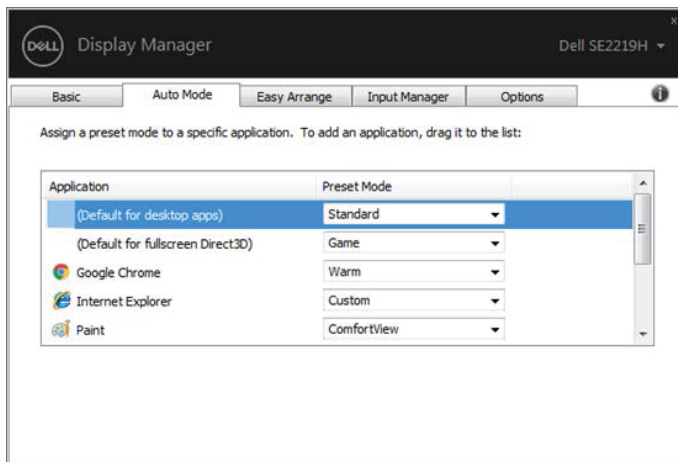 DELL Display Manager Dell SE2219H
Basic Auto Mode Easy Arrange Input Manager Options
Assign a preset mode to a specific application. To add an application, drag it to the list:
Application Preset Mode
(Default for desktop apps) Standard
(Default for fullscreen Direct3D) Game
Google Chrome Warm
Internet Explorer Custom
Paint ComfortView